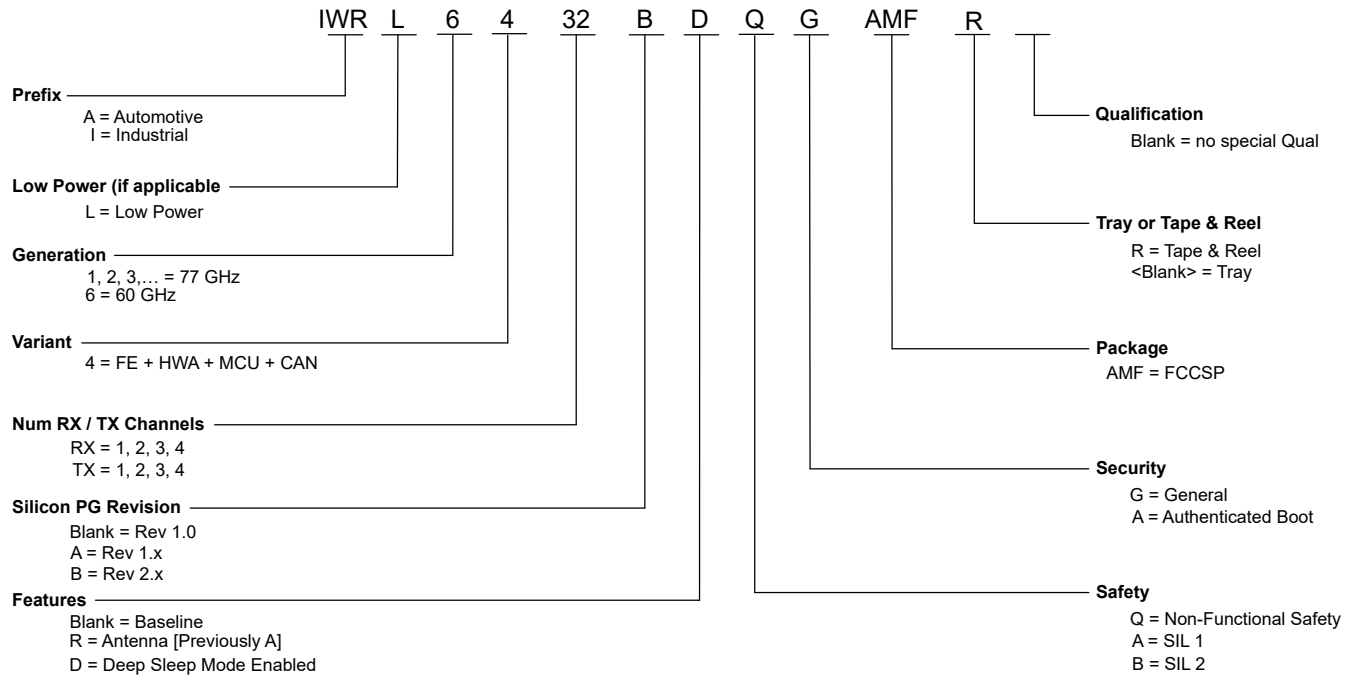 IWR L 6 4 32 B D Q G AMF R
Prefix
A = Automotive
I = Industrial
Low Power (if applicable
L = Low Power
Generation
1, 2, 3,… = 77 GHz
6 = 60 GHz
Variant
4 = FE + HWA + MCU + CAN
Num RX / TX Channels
RX = 1, 2, 3, 4
TX = 1, 2, 3, 4
Silicon PG Revision
Blank = Rev 1.0
A = Rev 1.x
B = Rev 2.x
Features
Blank = Baseline
R = Antenna [Previously A]
D = Deep Sleep Mode Enabled
Qualification
Blank = no special Qual
Tray or Tape & Reel
R = Tape & Reel
<Blank> = Tray
Package
AMF = FCCSP
Security
G = General
A = Authenticated Boot
Safety
Q = Non-Functional Safety
A = SIL 1
B = SIL 2